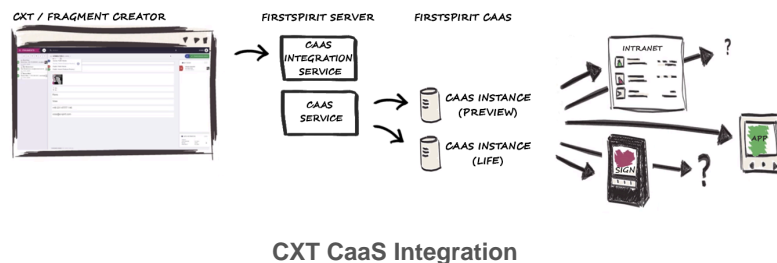 CXT / FRAGMENT CREATOR
FIRSTSPIRIT SERVER
FIRSTSPIRIT CAAS
CAAS
INTEGRATION
SERVICE
CAAS
SERVICE
CAAS INSTANCE
(PREVIEW)
CAAS INSTANCE
(LIFE)
INTRANET
?
SIGN
?
APP
CXT CaaS Integration